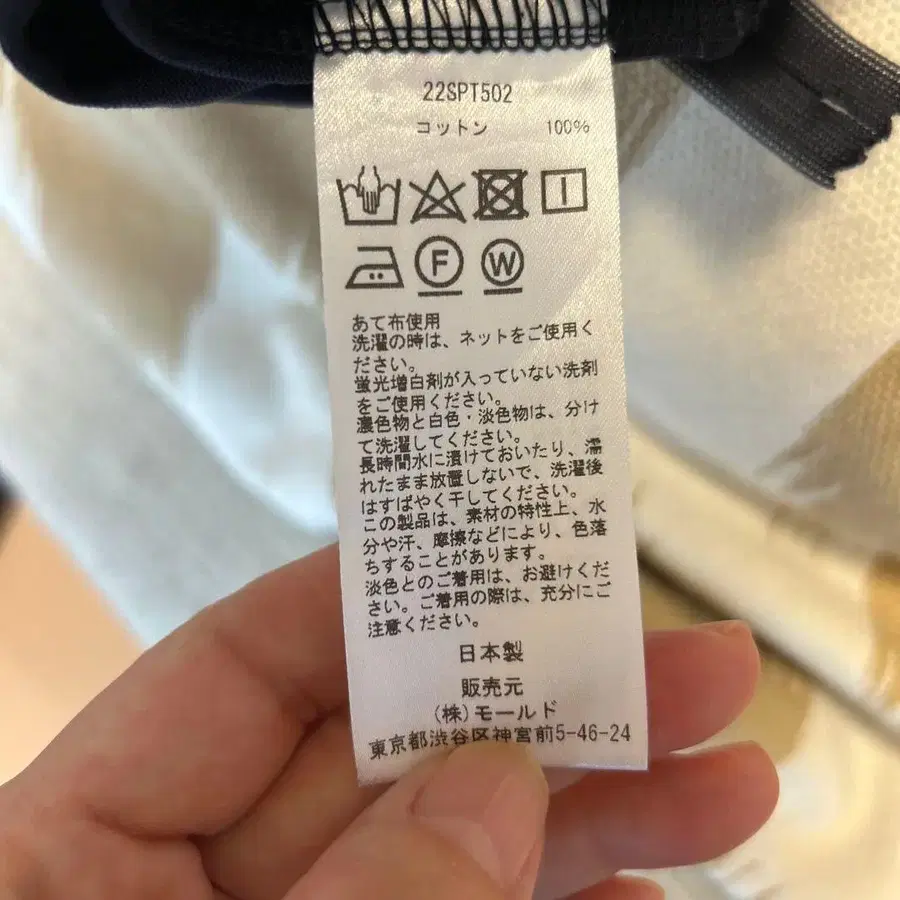 22SPT502
コットン 100%
F W
あて布使用
洗濯の時は、ネットをご使用く
ださい。
蛍光増白剤が入っていない洗剤
をご使用ください。
濃色物と白色・淡色物は、分け
て洗濯してください。
長時間水に漬けておいたり、濡
れたまま放置しないで、洗濯後
はすばやく干してください。
この製品は、素材の特性上、水
分や汗、摩擦などにより、色落
ちすることがあります。
淡色とのご着用は、お避けくだ
さい。ご着用の際は、充分にご
注意ください。
日本製
販売元
(株)モールド
東京都渋谷区神宮前5-46-24